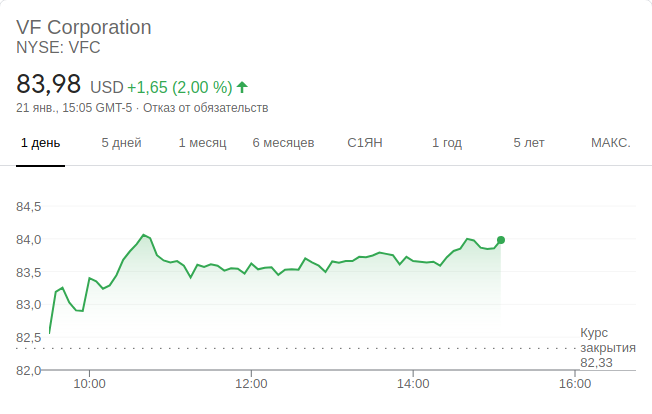 VF Corporation
NYSE: VFC
83,98 USD +1,65 (2,00 %)
21 янв., 15:05 GMT-5 · Отказ от обязательств
1 день 5 дней 1 месяц 6 месяцев С1ЯН 1 год 5 лет МАКС.
84,5
84,0
83,5
83,0
82,5
Курс
закрытия
82,33
82,0
10:00 12:00 14:00 16:00